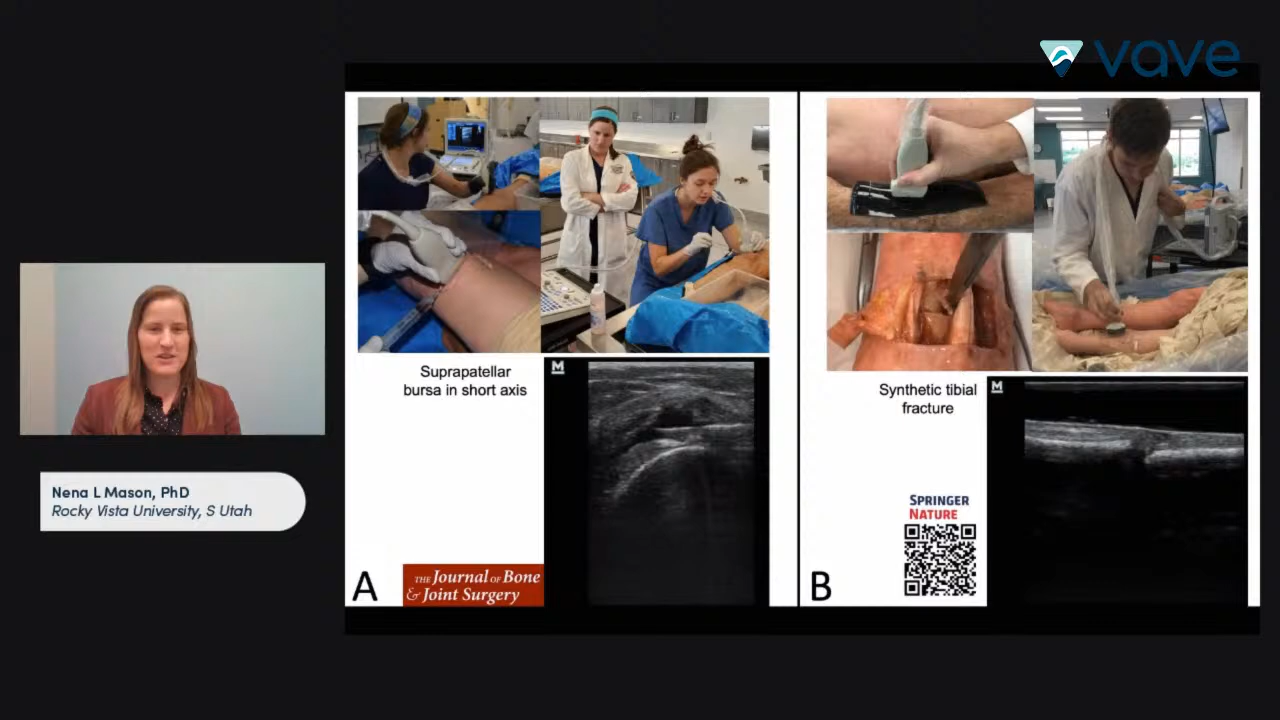 vave
Nena L Mason, PhD
Rocky Vista University, S Utah
Suprapatellar
bursa in short axis
M
A
THE Journal OF Bone
& Joint Surgery
Synthetic tibial
fracture
M
SPRINGER
NATURE
B